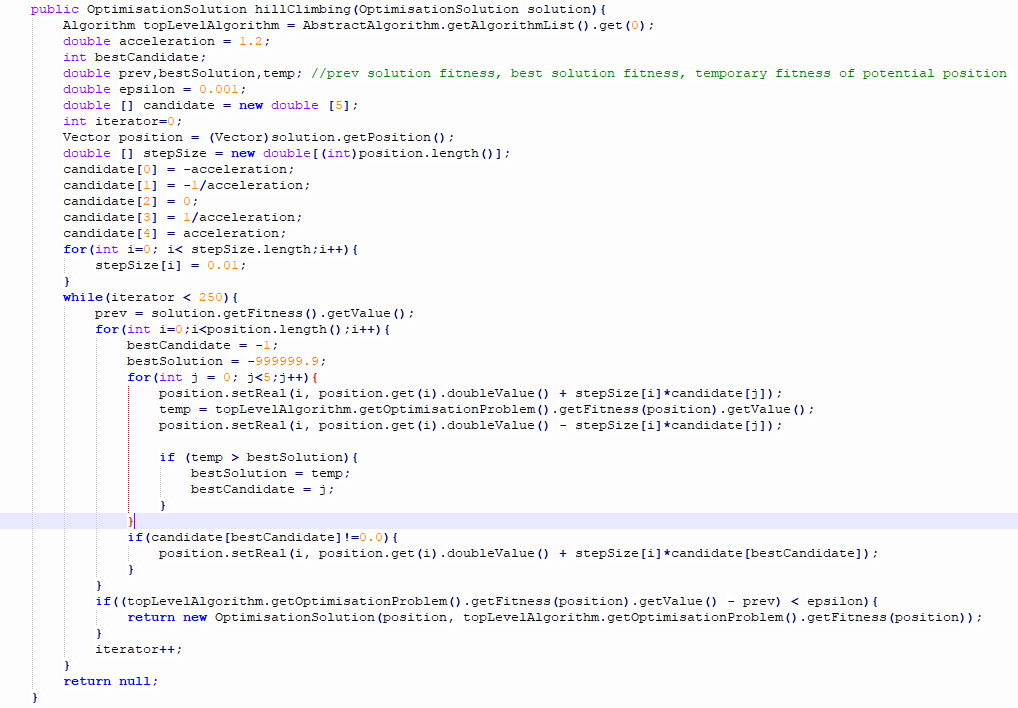 public OptimisationSolution hillClimbing(OptimisationSolution solution){
Algorithm topLevelAlgorithm = AbstractAlgorithm.getAlgorithmList().get(0);
double acceleration = 1.2;
int bestCandidate;
double prev,bestSolution,temp; //prev solution fitness, best solution fitness, temporary fitness of potential position
double epsilon = 0.001;
double [] candidate = new double [5];
int iterator=0;
Vector position = (Vector)solution.getPosition();
double [] stepSize = new double[(int)position.length()];
candidate[0] = -acceleration;
candidate[1] = -1/acceleration;
candidate[2] = 0;
candidate[3] = 1/acceleration;
candidate[4] = acceleration;
for(int i=0; i< stepSize.length;i++){
stepSize[i] = 0.01;
}
while(iterator < 250){
prev = solution.getFitness().getValue();
for(int i=0;i<position.length();i++){
bestCandidate = -1;
bestSolution = -999999.9;
for(int j = 0; j<5;j++){
position.setReal(i, position.get(i).doubleValue() + stepSize[i]*candidate[j]);
temp = topLevelAlgorithm.getOptimisationProblem().getFitness(position).getValue();
position.setReal(i, position.get(i).doubleValue() - stepSize[i]*candidate[j]);
if (temp > bestSolution){
bestSolution = temp;
bestCandidate = j;
}
}
if(candidate[bestCandidate]!=0.0){
position.setReal(i, position.get(i).doubleValue() + stepSize[i]*candidate[bestCandidate]);
}
}
if((topLevelAlgorithm.getOptimisationProblem().getFitness(position).getValue() - prev) < epsilon){
return new OptimisationSolution(position, topLevelAlgorithm.getOptimisationProblem().getFitness(position));
}
iterator++;
}
return null;
}